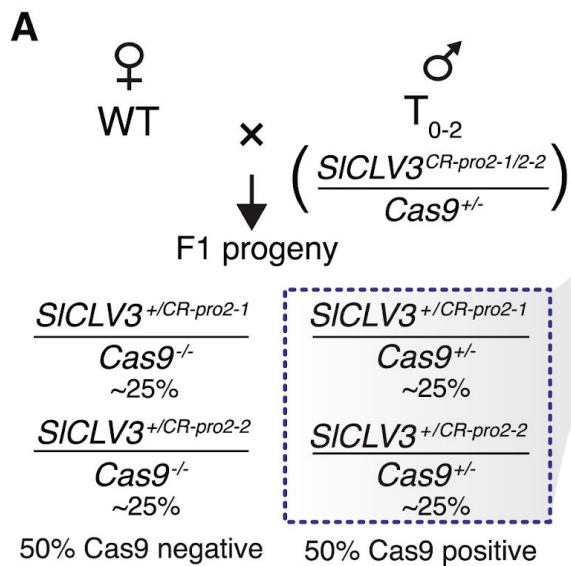 A
♀ ♂
WT × T0-2
(SlCLV3CR-pro2-1/2-2
Cas9+/-)
F1 progeny
SlCLV3+/CR-pro2-1
Cas9-/-
~25%
SlCLV3+/CR-pro2-2
Cas9-/-
~25%
50% Cas9 negative
SlCLV3+/CR-pro2-1
Cas9+/-
~25%
SlCLV3+/CR-pro2-2
Cas9+/-
~25%
50% Cas9 positive